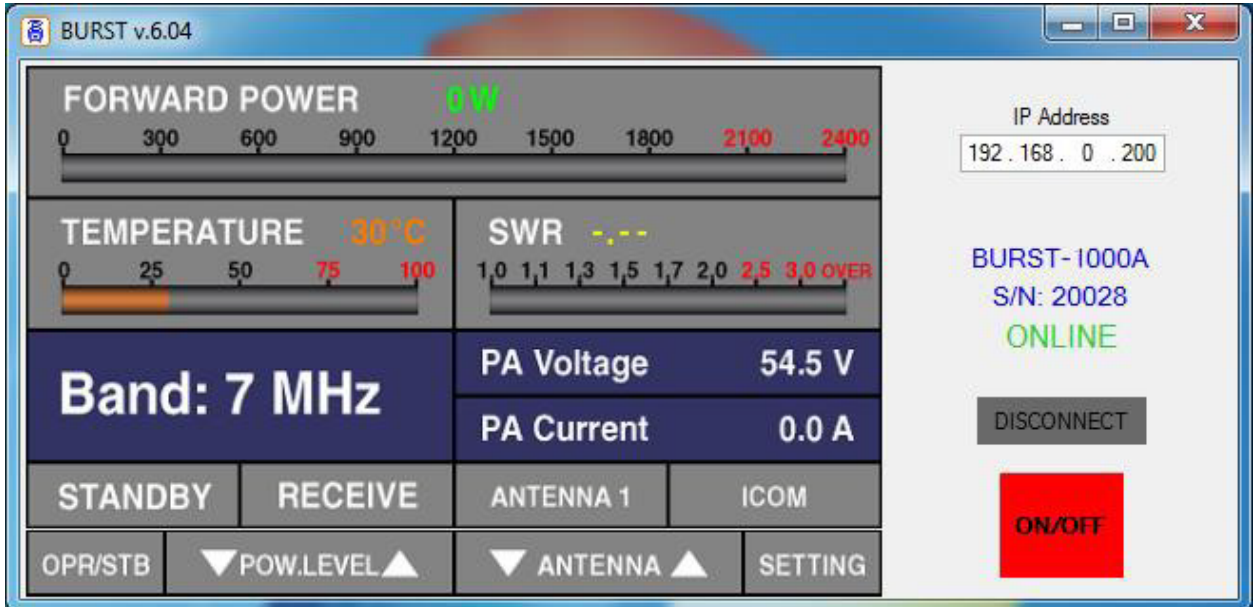 BURST v.6.04
FORWARD POWER 0 W
0 300 600 900 1200 1500 1800 2100 2400
IP Address
192 . 168 . 0 . 200
TEMPERATURE 30°C
0 25 50 75 100
SWR -.--
1,0 1,1 1,3 1,5 1,7 2,0 2,5 3,0 OVER
BURST-1000A
S/N: 20028
ONLINE
Band: 7 MHz
PA Voltage 54.5 V
PA Current 0.0 A
DISCONNECT
STANDBY RECEIVE ANTENNA 1 ICOM
ON/OFF
OPR/STB ▼POW.LEVEL▲ ▼ ANTENNA ▲ SETTING